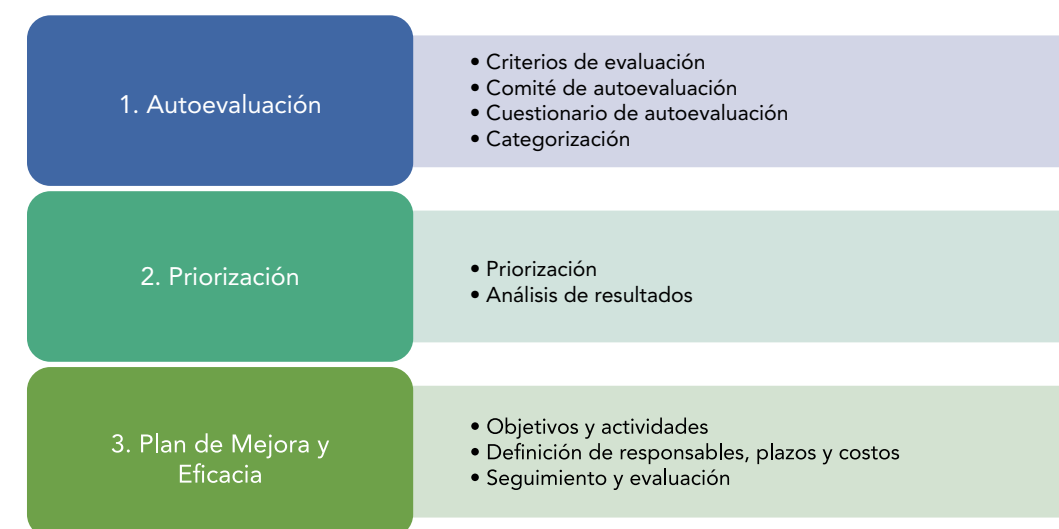 1. Autoevaluación
• Criterios de evaluación
• Comité de autoevaluación
• Cuestionario de autoevaluación
• Categorización
2. Priorización
• Priorización
• Análisis de resultados
3. Plan de Mejora y
Eficacia
• Objetivos y actividades
• Definición de responsables, plazos y costos
• Seguimiento y evaluación